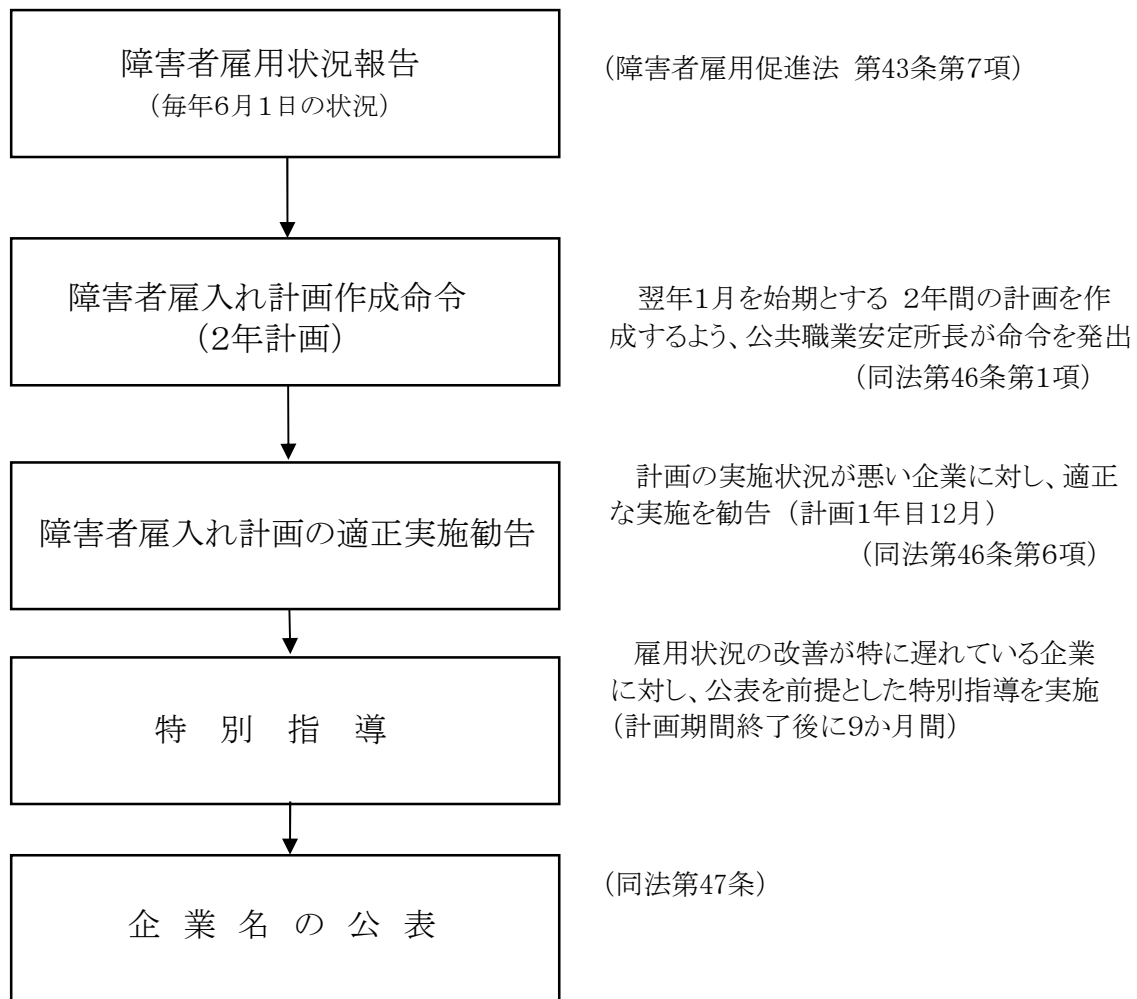 障害者雇用状況報告
（毎年６月１日の状況）
（障害者雇用促進法 第43条第７項）
障害者雇入れ計画作成命令
（２年計画）
翌年１月を始期とする ２年間の計画を作
成するよう、公共職業安定所長が命令を発出
（同法第46条第１項）
障害者雇入れ計画の適正実施勧告
計画の実施状況が悪い企業に対し、適正
な実施を勧告 （計画１年目12月）
（同法第46条第６項）
特 別 指 導
雇用状況の改善が特に遅れている企業
に対し、公表を前提とした特別指導を実施
（計画期間終了後に９か月間）
企 業 名 の 公 表
（同法第47条）